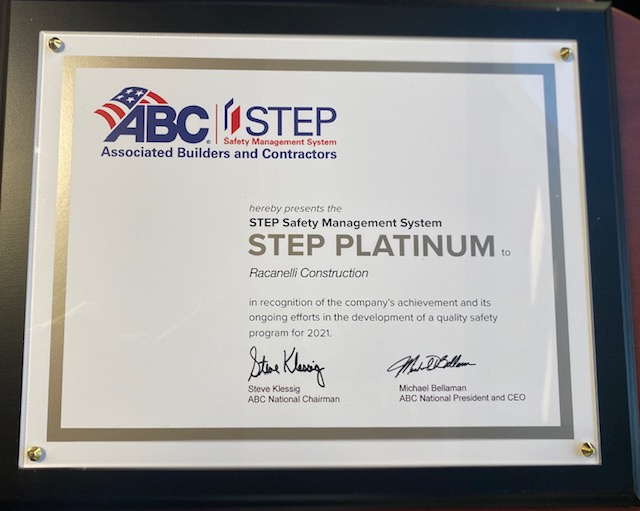 ABC® STEP
Safety Management System
Associated Builders and Contractors
hereby presents the
STEP Safety Management System
STEP PLATINUM to
Racanelli Construction
in recognition of the company's achievement and its
ongoing efforts in the development of a quality safety
program for 2021.
Steve Klessig Michael Bellaman
Steve Klessig Michael Bellaman
ABC National Chairman ABC National President and CEO